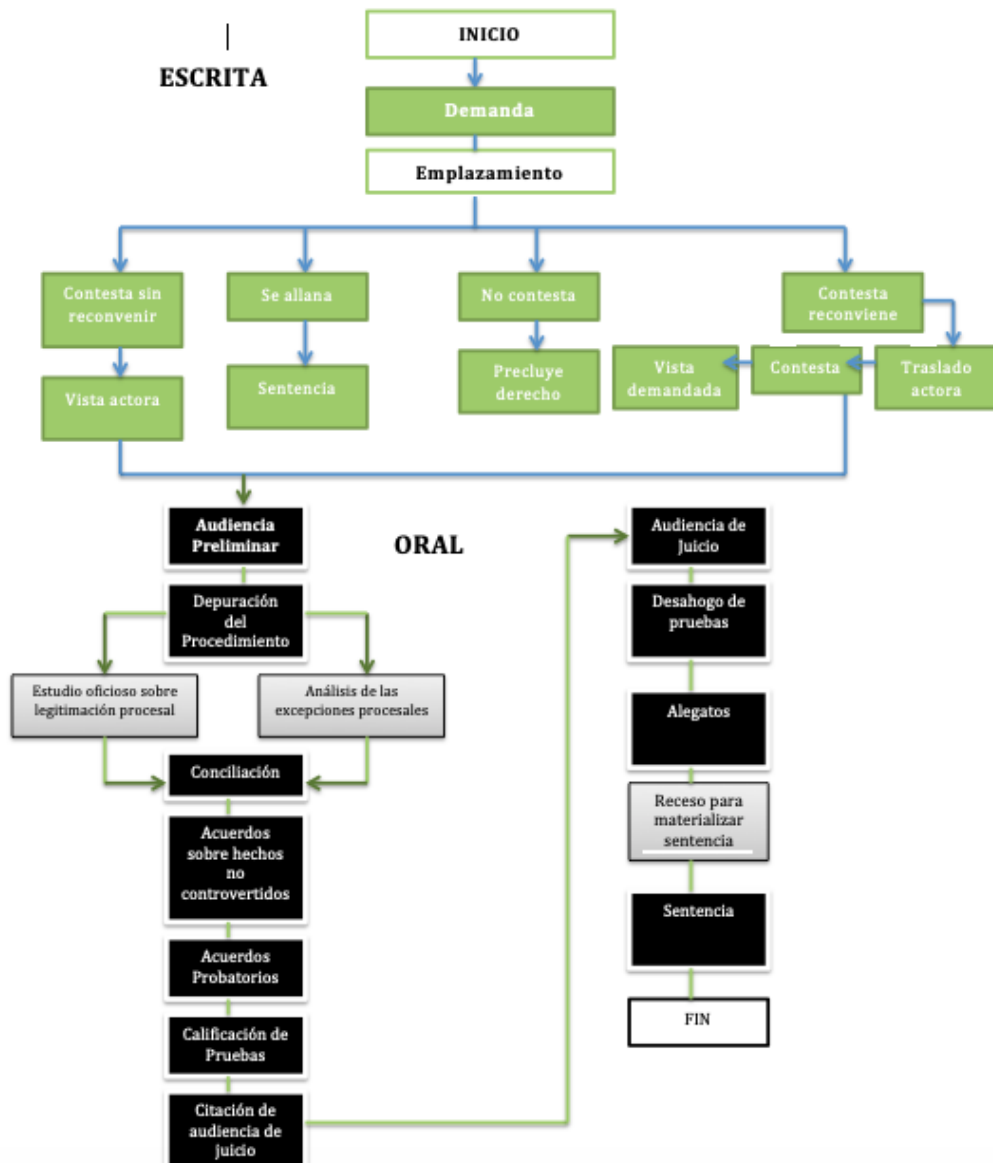 INICIO
ESCRITA
Demanda
Emplazamiento
Contesta sin
reconvenir
Se allana
No contesta
Contesta
reconviene
Vista actora
Sentencia
Precluye
derecho
Vista
demandada
Contesta
Traslado
actora
Audiencia
Preliminar
ORAL
Depuración
del
Procedimiento
Estudio oficioso sobre
legitimación procesal
Análisis de las
excepciones procesales
Conciliación
Acuerdos
sobre hechos
no
controvertidos
Acuerdos
Probatorios
Calificación de
Pruebas
Citación de
audiencia de
juicio
Audiencia de
Juicio
Desahogo de
pruebas
Alegatos
Receso para
materializar
sentencia
Sentencia
FIN